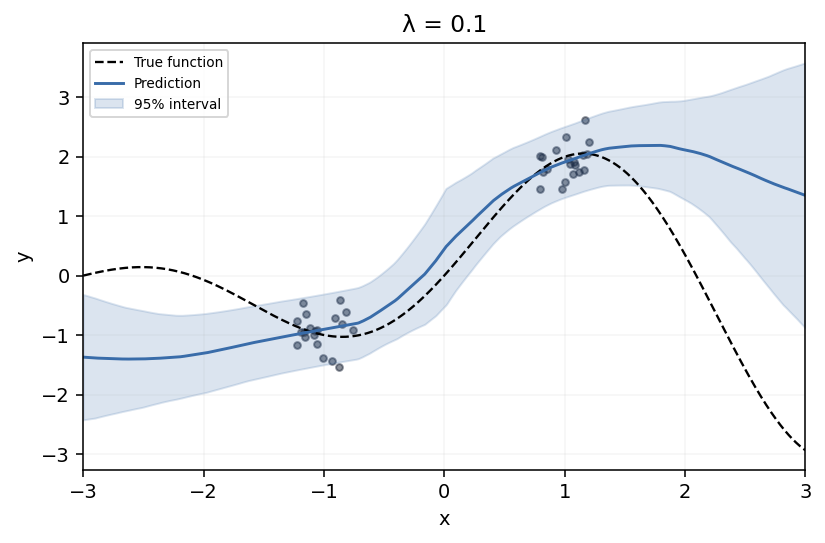 λ = 0.1
True function
Prediction
95% interval
y
3
2
1
0
−1
−2
−3
−3 −2 −1 0 1 2 3
x